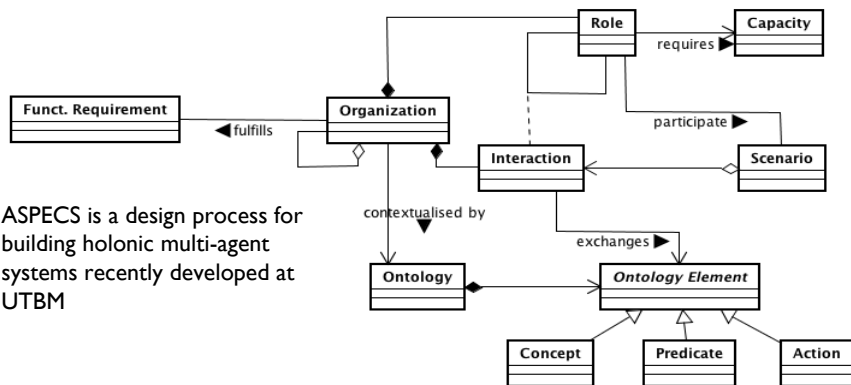 Role
Capacity
requires
Funct. Requirement
Organization
fulfills
participate
Interaction
Scenario
ASPECS is a design process for
building holonic multi-agent
systems recently developed at
UTBM
contextualised by
exchanges
Ontology
Ontology Element
Concept
Predicate
Action